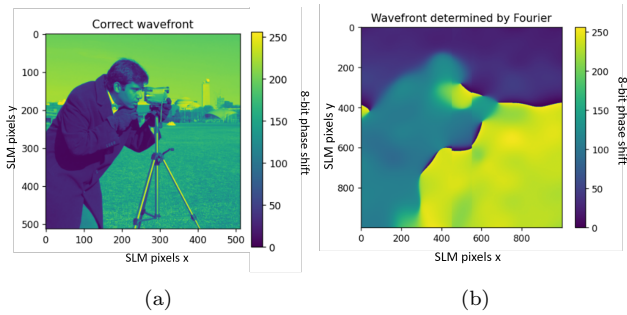 Correct wavefront
0
100
200
300
400
500
0 100 200 300 400 500
SLM pixels y
SLM pixels x
250
200
150
100
50
0
8-bit phase shift
(a)
Wavefront determined by Fourier
0
200
400
600
800
0 200 400 600 800
SLM pixels y
SLM pixels x
250
200
150
100
50
0
8-bit phase shift
(b)